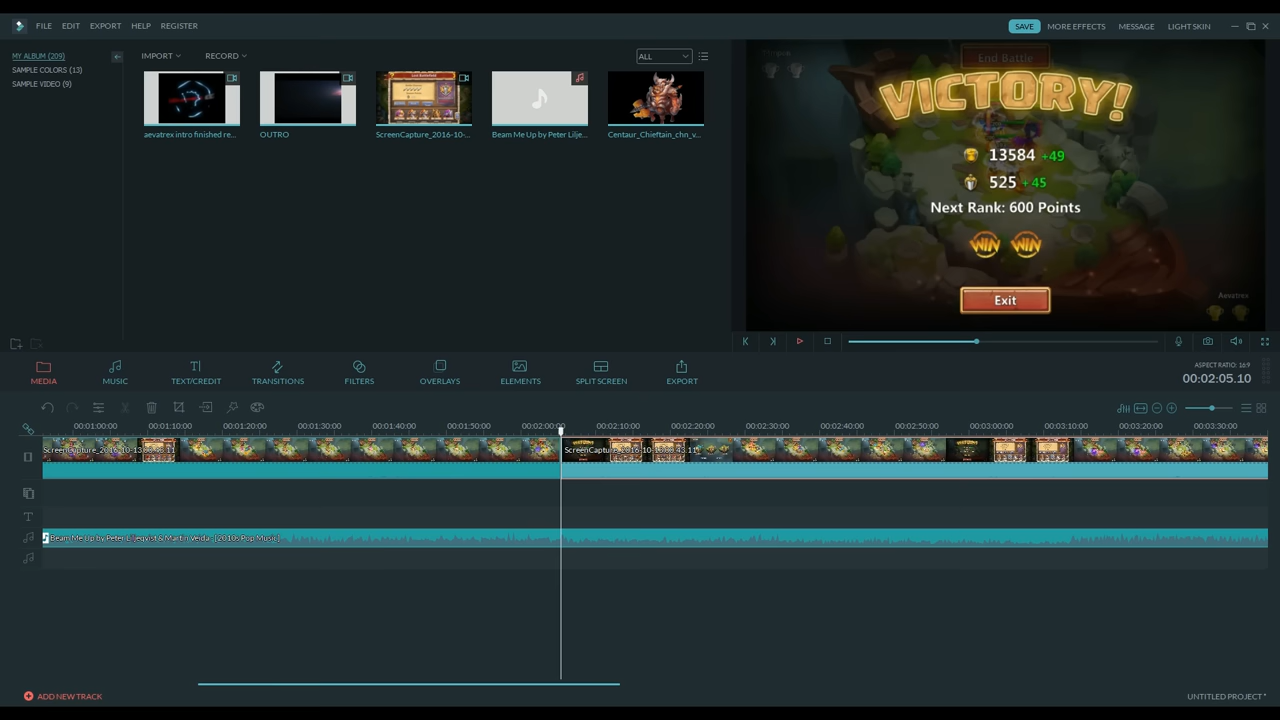 FILE EDIT EXPORT HELP REGISTER
SAVE MORE EFFECTS MESSAGE LIGHT SKIN
MY ALBUM (209)
SAMPLE COLORS (13)
SAMPLE VIDEO (9)
IMPORT RECORD ALL
aevatrex intro finished re... OUTRO ScreenCapture_2016-10-... Beam Me Up by Peter Lilje... Centaur_Chieftain_chn_v...
End Battle
VICTORY!
13584 +49
525 +45
Next Rank: 600 Points
WIN WIN
Exit
Aevatrex
MEDIA MUSIC TEXT/CREDIT TRANSITIONS FILTERS OVERLAYS ELEMENTS SPLIT SCREEN EXPORT
ASPECT RATIO: 16:9
00:02:05.10
00:01:00:00 00:01:10:00 00:01:20:00 00:01:30:00 00:01:40:00 00:01:50:00 00:02:00:00 00:02:10:00 00:02:20:00 00:02:30:00 00:02:40:00 00:02:50:00 00:03:00:00 00:03:10:00 00:03:20:00 00:03:30:00
Beam Me Up by Peter Liljeqvist & Martin Veida - [2010s Pop Music]
ADD NEW TRACK
UNTITLED PROJECT *